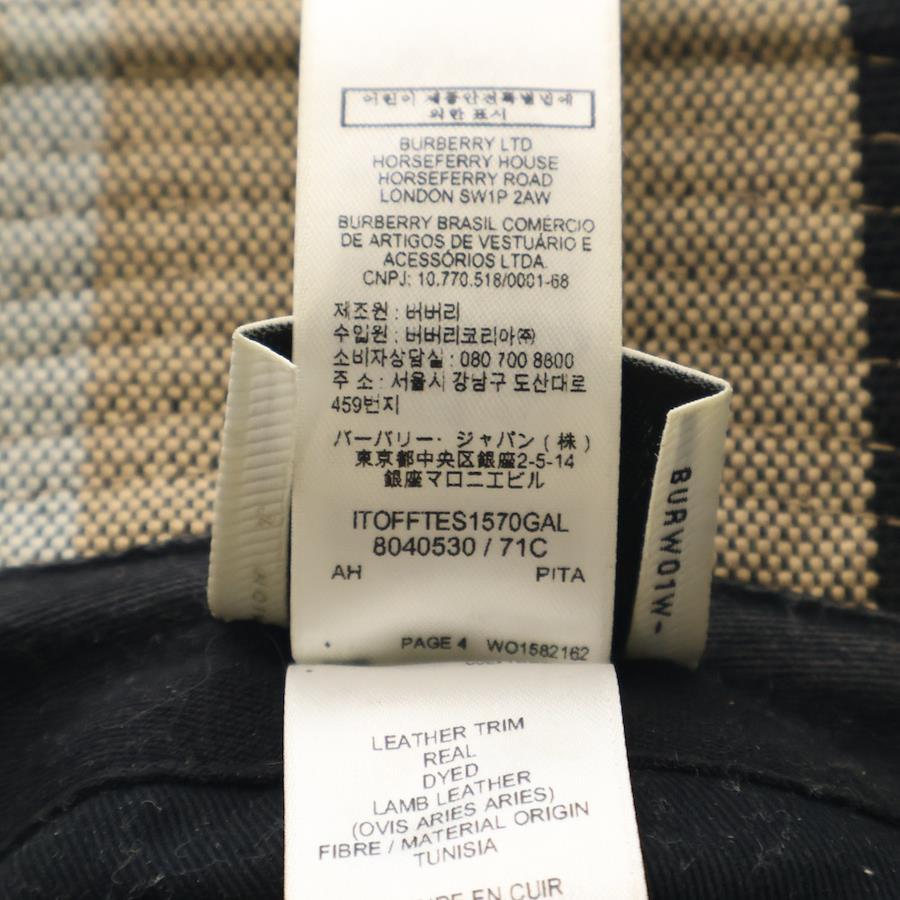 어린이 제품안전특별법에
의한 표시
BURBERRY LTD
HORSEFERRY HOUSE
HORSEFERRY ROAD
LONDON SW1P 2AW
BURBERRY BRASIL COMÉRCIO
DE ARTIGOS DE VESTUÁRIO E
ACESSÓRIOS LTDA.
CNPJ: 10.770.518/0001-68
제조원 : 버버리
수입원 : 버버리코리아㈜
소비자상담실 : 080 700 8800
주 소 : 서울시 강남구 도산대로
459번지
バーバリー・ジャパン(株)
東京都中央区銀座2-5-14
銀座マロニエビル
ITOFFTES1570GAL
8040530 / 71C
AH PITA
PAGE 4 WO1582162
BURW01W-
LEATHER TRIM
REAL
DYED
LAMB LEATHER
(OVIS ARIES ARIES)
FIBRE / MATERIAL ORIGIN
TUNISIA
EN CUIR